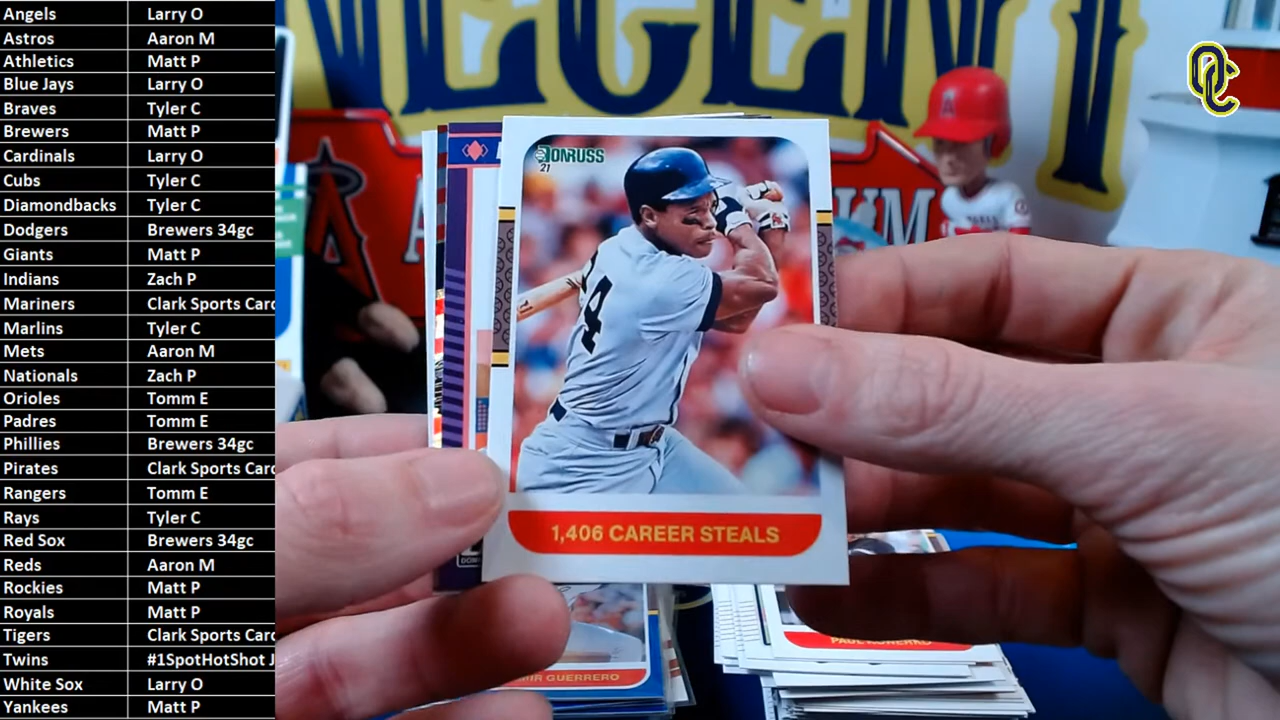 Angels Larry O
Astros Aaron M
Athletics Matt P
Blue Jays Larry O
Braves Tyler C
Brewers Matt P
Cardinals Larry O
Cubs Tyler C
Diamondbacks Tyler C
Dodgers Brewers 34gc
Giants Matt P
Indians Zach P
Mariners Clark Sports Card
Marlins Tyler C
Mets Aaron M
Nationals Zach P
Orioles Tomm E
Padres Tomm E
Phillies Brewers 34gc
Pirates Clark Sports Card
Rangers Tomm E
Rays Tyler C
Red Sox Brewers 34gc
Reds Aaron M
Rockies Matt P
Royals Matt P
Tigers Clark Sports Card
Twins #1SpotHotShot J
White Sox Larry O
Yankees Matt P
OC
DONRUSS
21
4
1,406 CAREER STEALS
GUERRERO